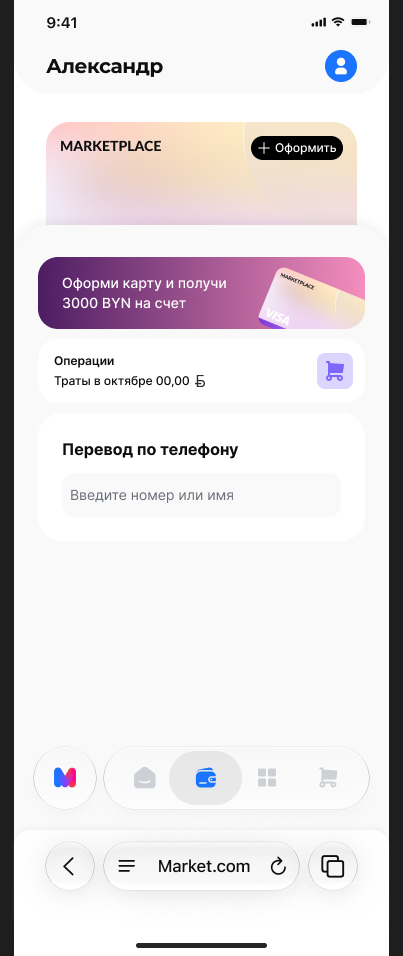 9:41
Александр
MARKETPLACE
Оформить
Оформи карту и получи
3000 BYN на счет
MARKETPLACE
VISA
Операции
Траты в октябре 00,00
Перевод по телефону
Введите номер или имя
Market.com